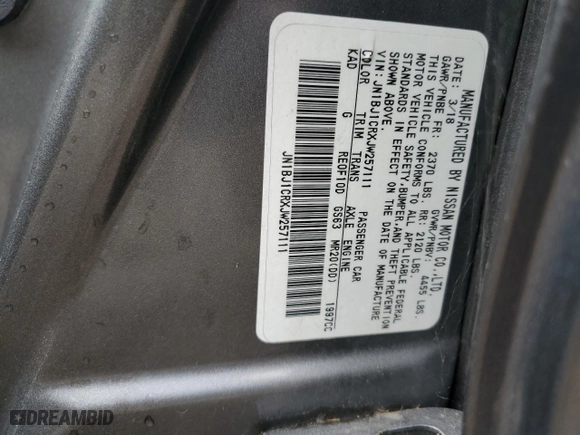 MANUFACTURED BY NISSAN MOTOR CO.,LTD.
DATE: 3/18 GVWR/PNBV: 4455 LBS.
GAWR/PNBE FR: 2370 LBS. RR: 2120 LBS.
THIS VEHICLE CONFORMS TO ALL APPLICABLE FEDERAL
MOTOR VEHICLE SAFETY,BUMPER,AND THEFT PREVENTION
STANDARDS IN EFFECT ON THE DATE OF MANUFACTURE
SHOWN ABOVE.
VIN: JN1BJ1CRXJW257111 PASSENGER CAR
COLOR TRIM TRANS AXLE ENGINE
KAD G RE0F10D GS63 MR20(DD) 1997CC
JN1BJ1CRXJW257111
DREAMBID